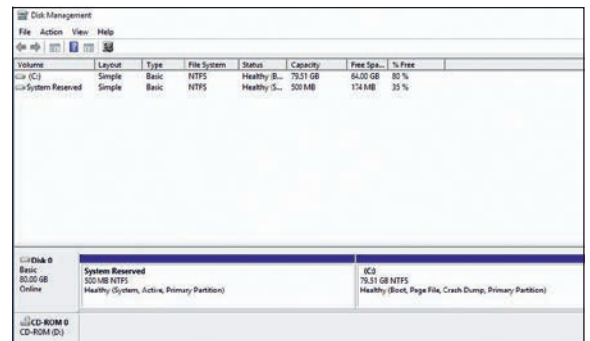 Disk Management
File Action View Help
Volume Layout Type File System Status Capacity Free Spa... % Free
(C:) Simple Basic NTFS Healthy (B... 79.51 GB 64.00 GB 80 %
System Reserved Simple Basic NTFS Healthy (S... 500 MB 174 MB 35 %
Disk 0
Basic
80.00 GB
Online
System Reserved
500 MB NTFS
Healthy (System, Active, Primary Partition)
(C:)
79.51 GB NTFS
Healthy (Boot, Page File, Crash Dump, Primary Partition)
CD-ROM 0
CD-ROM (D:)